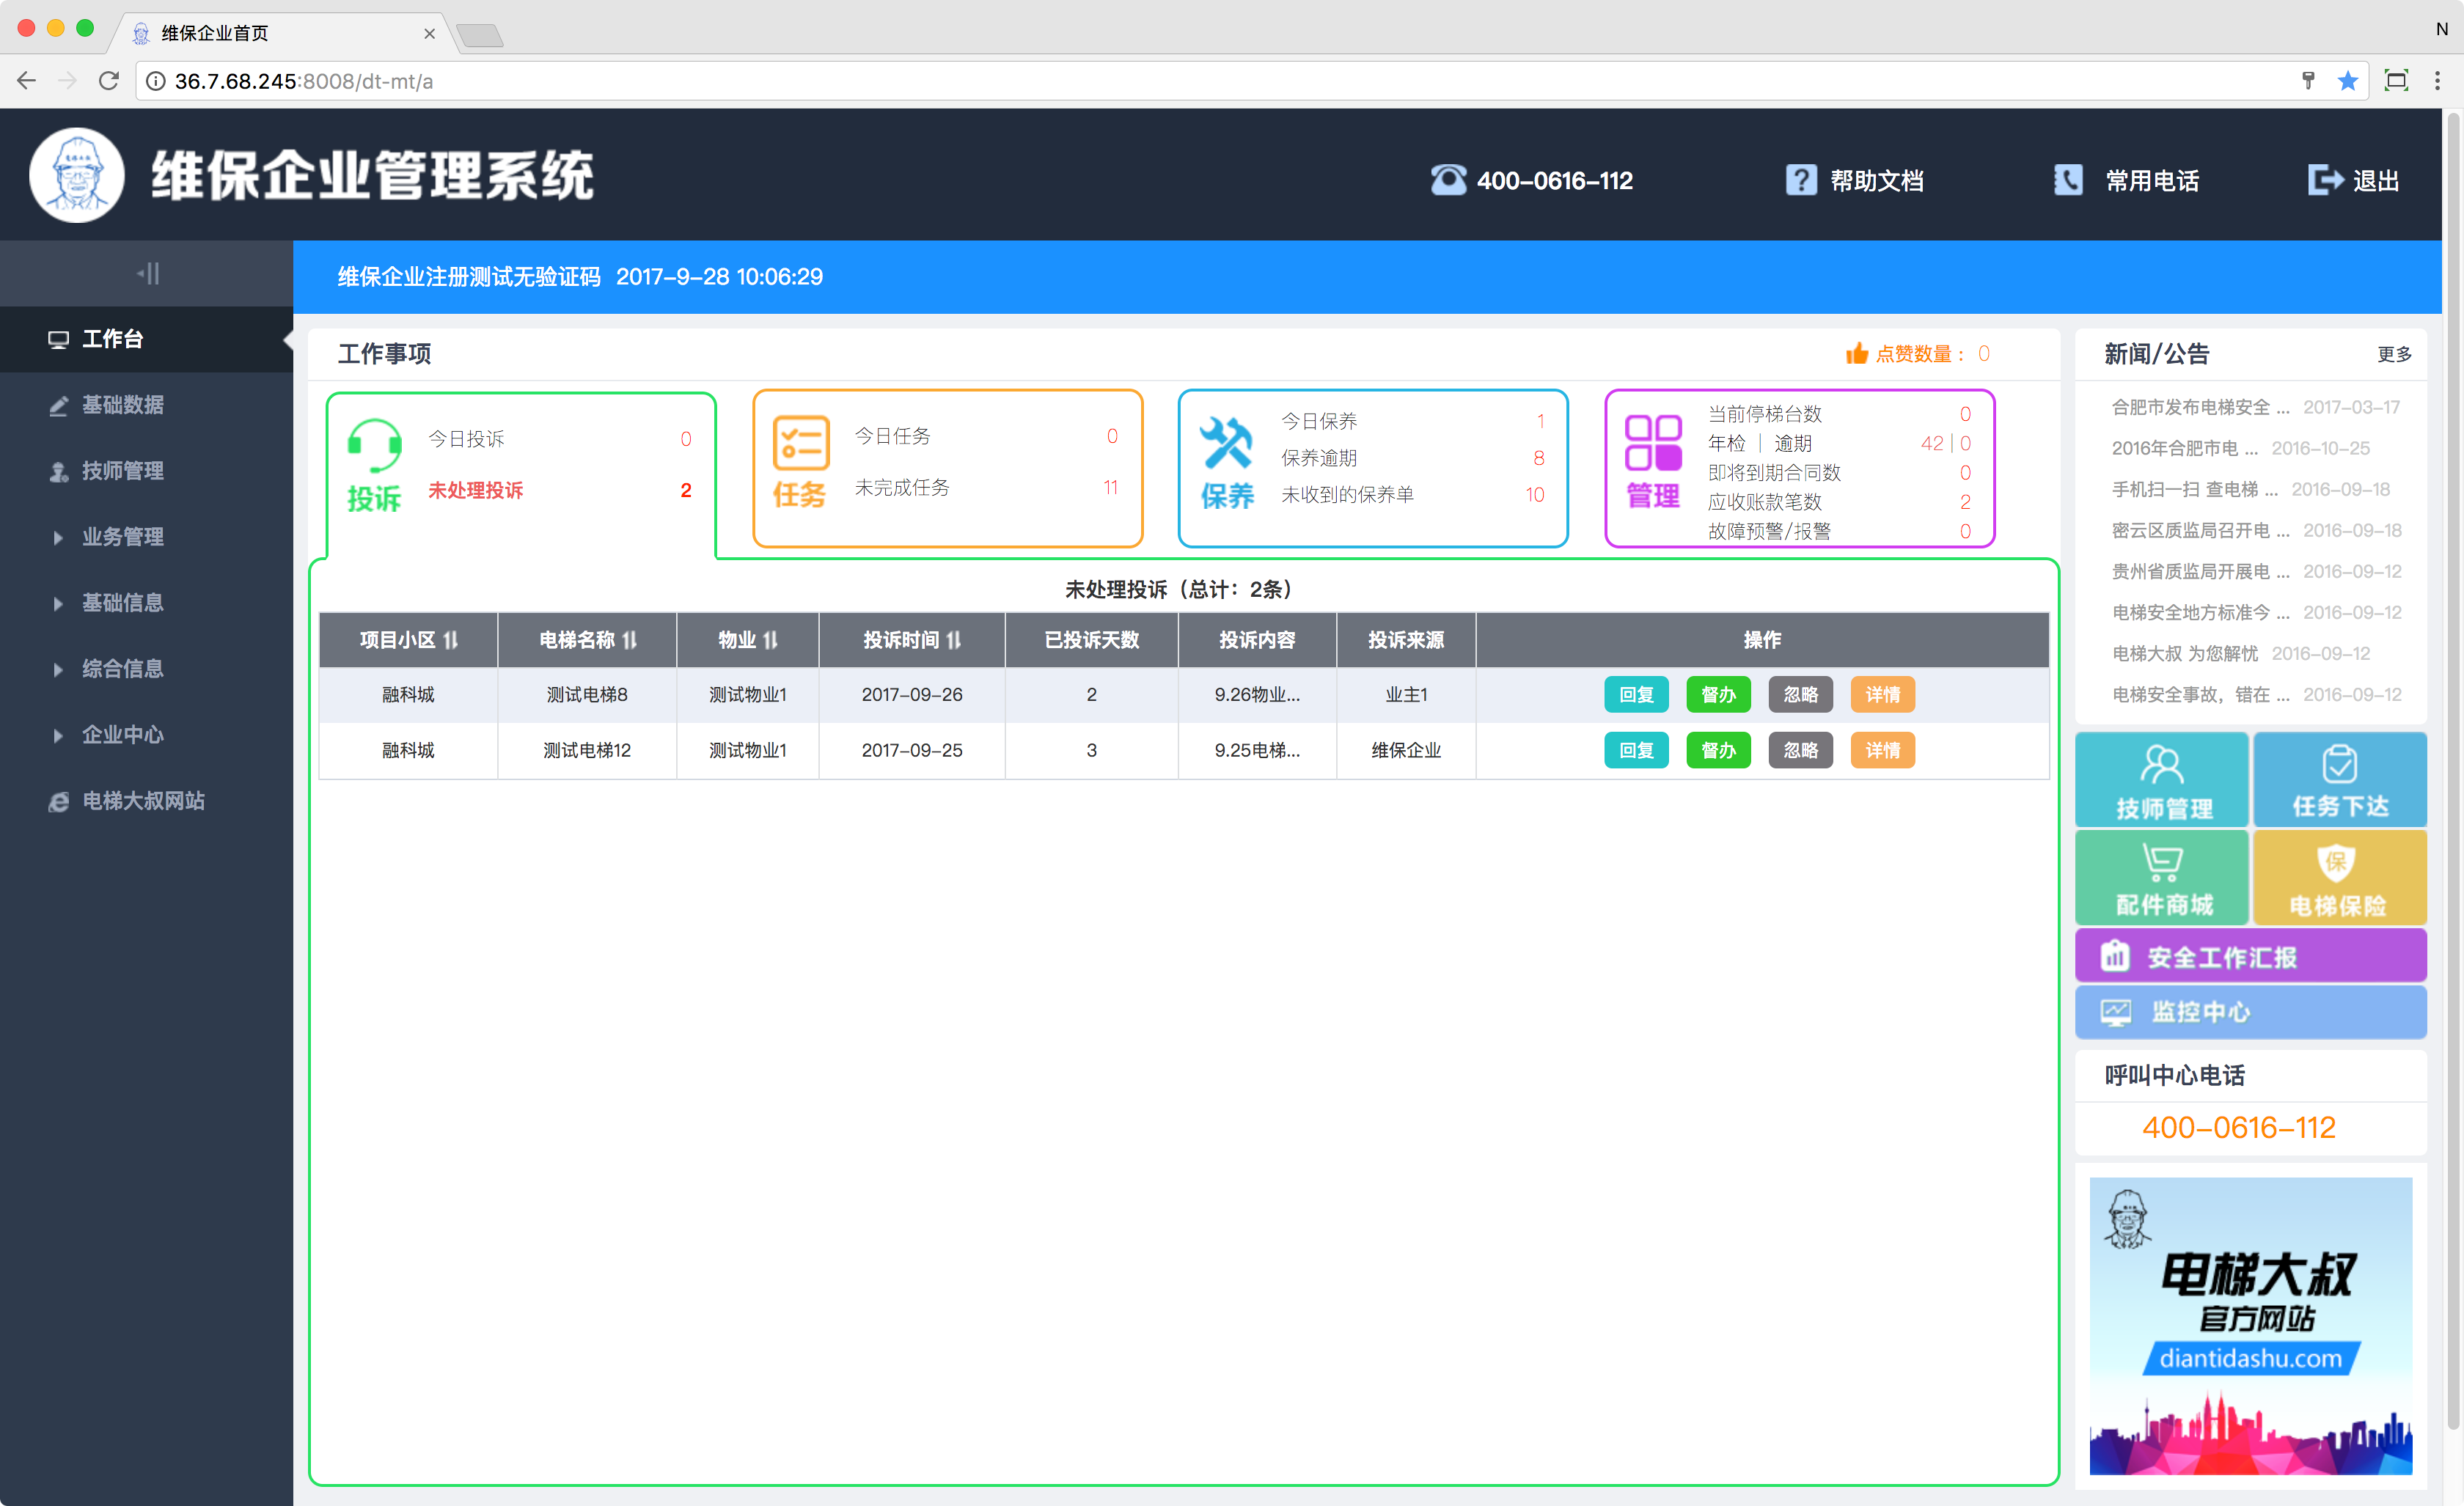 维保企业首页
N
36.7.68.245:8008/dt-mt/a
维保企业管理系统
400-0616-112
帮助文档
常用电话
退出
维保企业注册测试无验证码 2017-9-28 10:06:29
工作台
基础数据
技师管理
业务管理
基础信息
综合信息
企业中心
电梯大叔网站
工作事项
点赞数量： 0
投诉
今日投诉 0
未处理投诉 2
任务
今日任务 0
未完成任务 11
保养
今日保养 1
保养逾期 8
未收到的保养单 10
管理
当前停梯台数 0
年检 | 逾期 42 | 0
即将到期合同数 0
应收账款笔数 2
故障预警/报警 0
未处理投诉（总计：2条）
项目小区 电梯名称 物业 投诉时间 已投诉天数 投诉内容 投诉来源 操作
融科城 测试电梯8 测试物业1 2017-09-26 2 9.26物业... 业主1 回复 督办 忽略 详情
融科城 测试电梯12 测试物业1 2017-09-25 3 9.25电梯... 维保企业 回复 督办 忽略 详情
新闻/公告 更多
合肥市发布电梯安全 ... 2017-03-17
2016年合肥市电 ... 2016-10-25
手机扫一扫 查电梯 ... 2016-09-18
密云区质监局召开电 ... 2016-09-18
贵州省质监局开展电 ... 2016-09-12
电梯安全地方标准今 ... 2016-09-12
电梯大叔 为您解忧 2016-09-12
电梯安全事故，错在 ... 2016-09-12
技师管理
任务下达
配件商城
保
电梯保险
安全工作汇报
监控中心
呼叫中心电话
400-0616-112
电梯大叔
官方网站
diantidashu.com